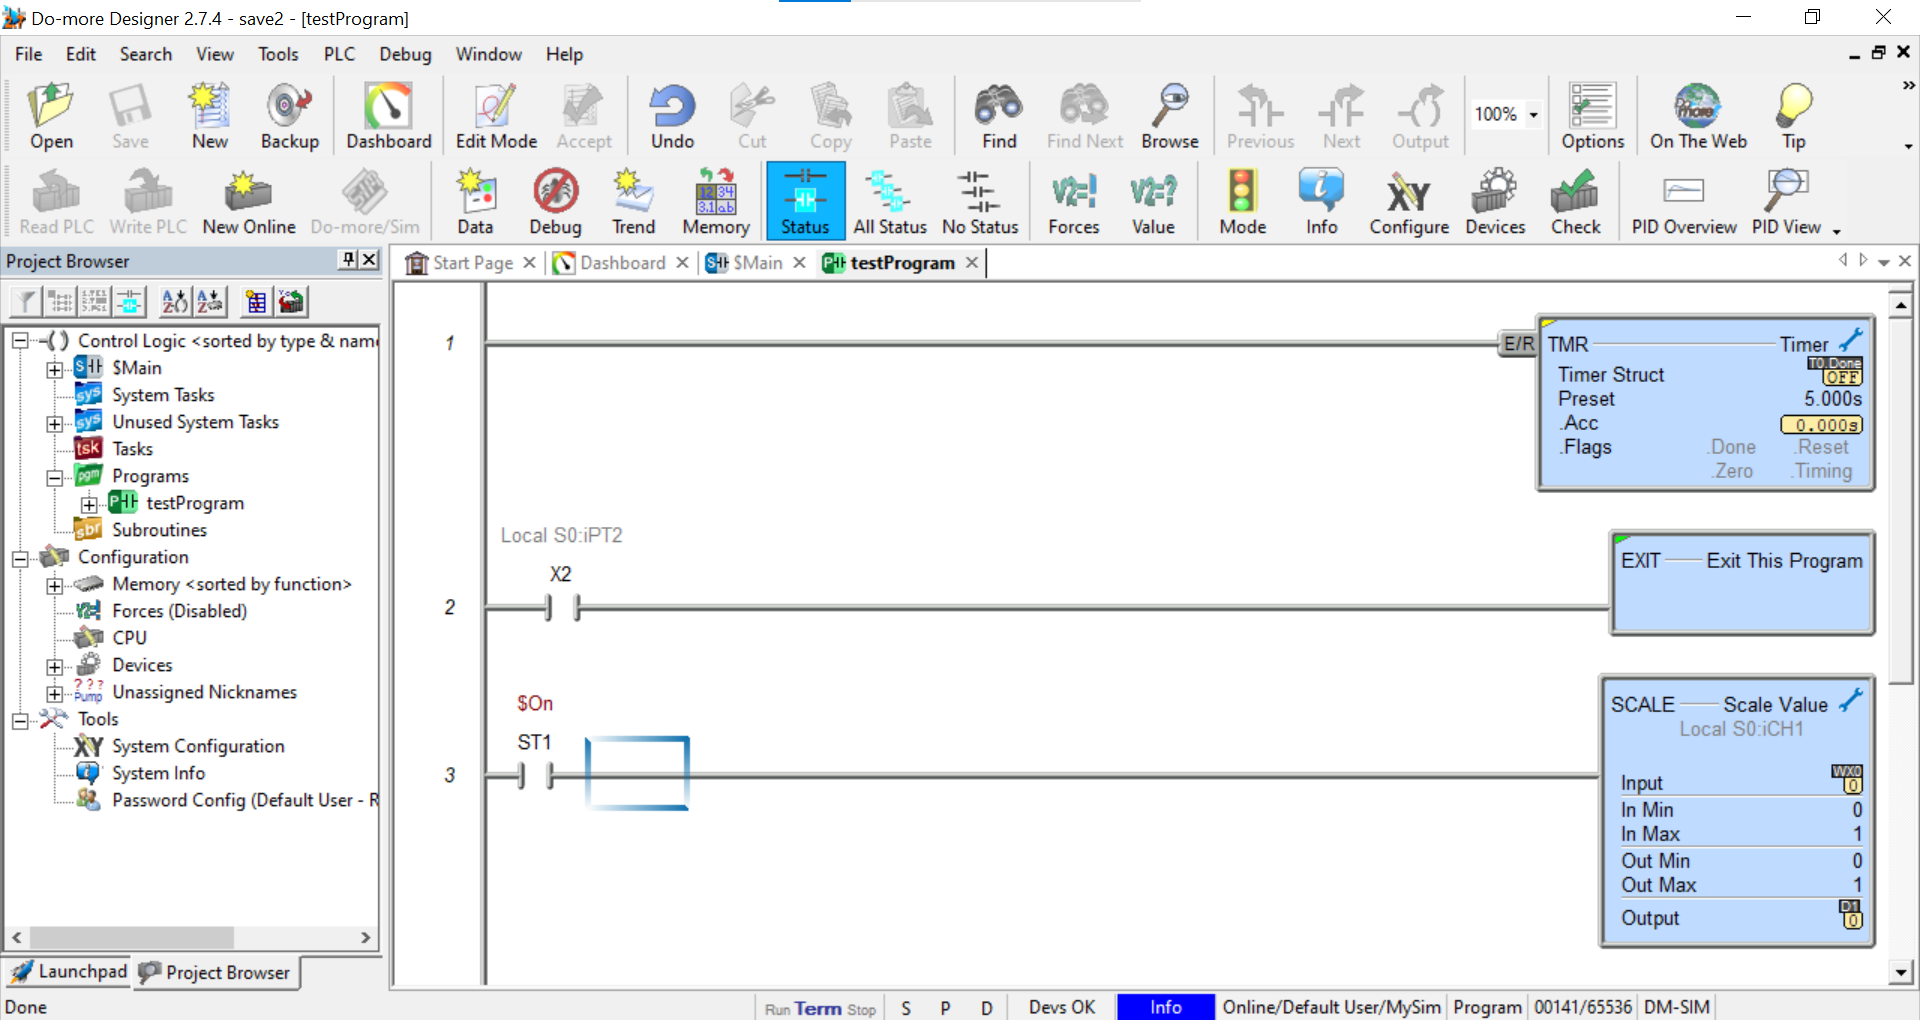 Do-more Designer 2.7.4 - save2 - [testProgram]
File Edit Search View Tools PLC Debug Window Help
Open Save New Backup Dashboard Edit Mode Accept Undo Cut Copy Paste Find Find Next Browse Previous Next Output 100% Options On The Web Tip
Read PLC Write PLC New Online Do-more/Sim Data Debug Trend Memory Status All Status No Status Forces Value Mode Info Configure Devices Check PID Overview PID View
Project Browser
Start Page Dashboard $Main testProgram
Control Logic <sorted by type & name
$Main
System Tasks
Unused System Tasks
Tasks
Programs
testProgram
Subroutines
Configuration
Memory <sorted by function>
Forces (Disabled)
CPU
Devices
Unassigned Nicknames
Tools
System Configuration
System Info
Password Config (Default User - R
Launchpad Project Browser
1
E/R TMR Timer
Timer Struct T0.Done OFF
Preset 5.000s
.Acc 0.000s
.Flags .Done .Reset
.Zero .Timing
Local S0:iPT2
X2
2
EXIT Exit This Program
$On
ST1
3
SCALE Scale Value
Local S0:iCH1
Input WX0 0
In Min 0
In Max 1
Out Min 0
Out Max 1
Output D1 0
Done Run Term Stop S P D Devs OK Info Online/Default User/MySim Program 00141/65536 DM-SIM